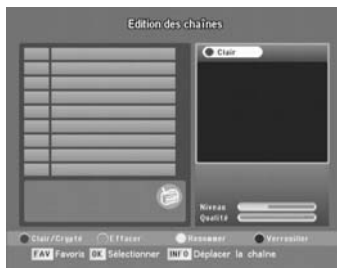 Edition des chaînes
Clair
Niveau
Qualité
Clair/Crypté Effacer Renommer Verrouiller
FAV Favoris OK Sélectionner INFO Déplacer la chaîne